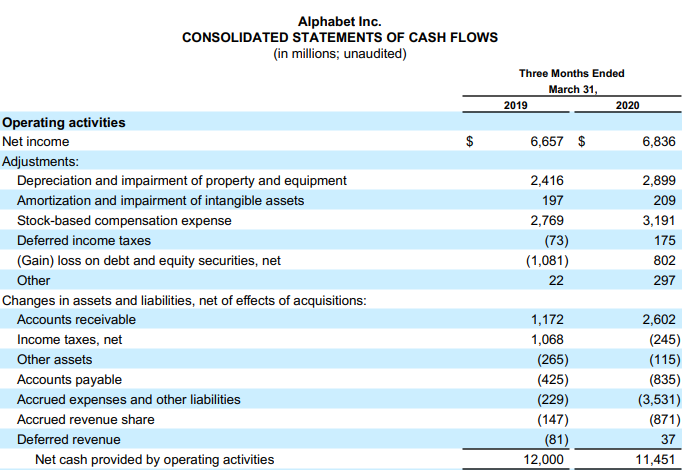 Alphabet Inc.
CONSOLIDATED STATEMENTS OF CASH FLOWS
(in millions; unaudited)
Three Months Ended
March 31,
2019 2020
Operating activities
Net income $ 6,657 $ 6,836
Adjustments:
Depreciation and impairment of property and equipment 2,416 2,899
Amortization and impairment of intangible assets 197 209
Stock-based compensation expense 2,769 3,191
Deferred income taxes (73) 175
(Gain) loss on debt and equity securities, net (1,081) 802
Other 22 297
Changes in assets and liabilities, net of effects of acquisitions:
Accounts receivable 1,172 2,602
Income taxes, net 1,068 (245)
Other assets (265) (115)
Accounts payable (425) (835)
Accrued expenses and other liabilities (229) (3,531)
Accrued revenue share (147) (871)
Deferred revenue (81) 37
Net cash provided by operating activities 12,000 11,451